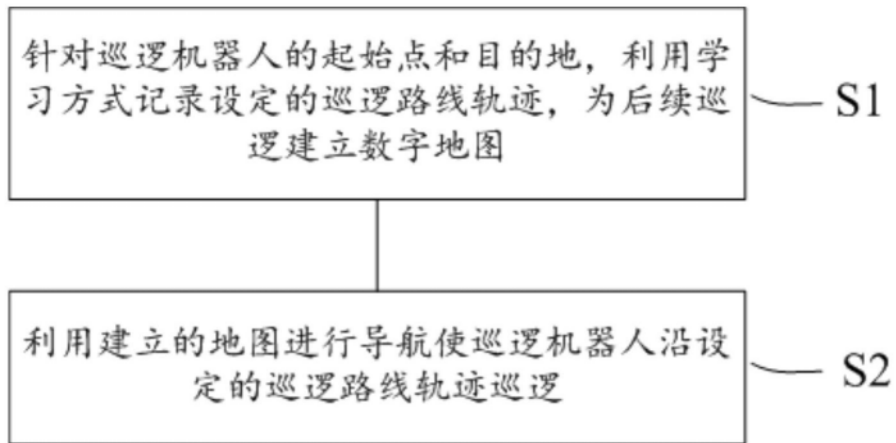 针对巡逻机器人的起始点和目的地，利用学
习方式记录设定的巡逻路线轨迹，为后续巡
逻建立数字地图
S1
利用建立的地图进行导航使巡逻机器人沿设
定的巡逻路线轨迹巡逻
S2